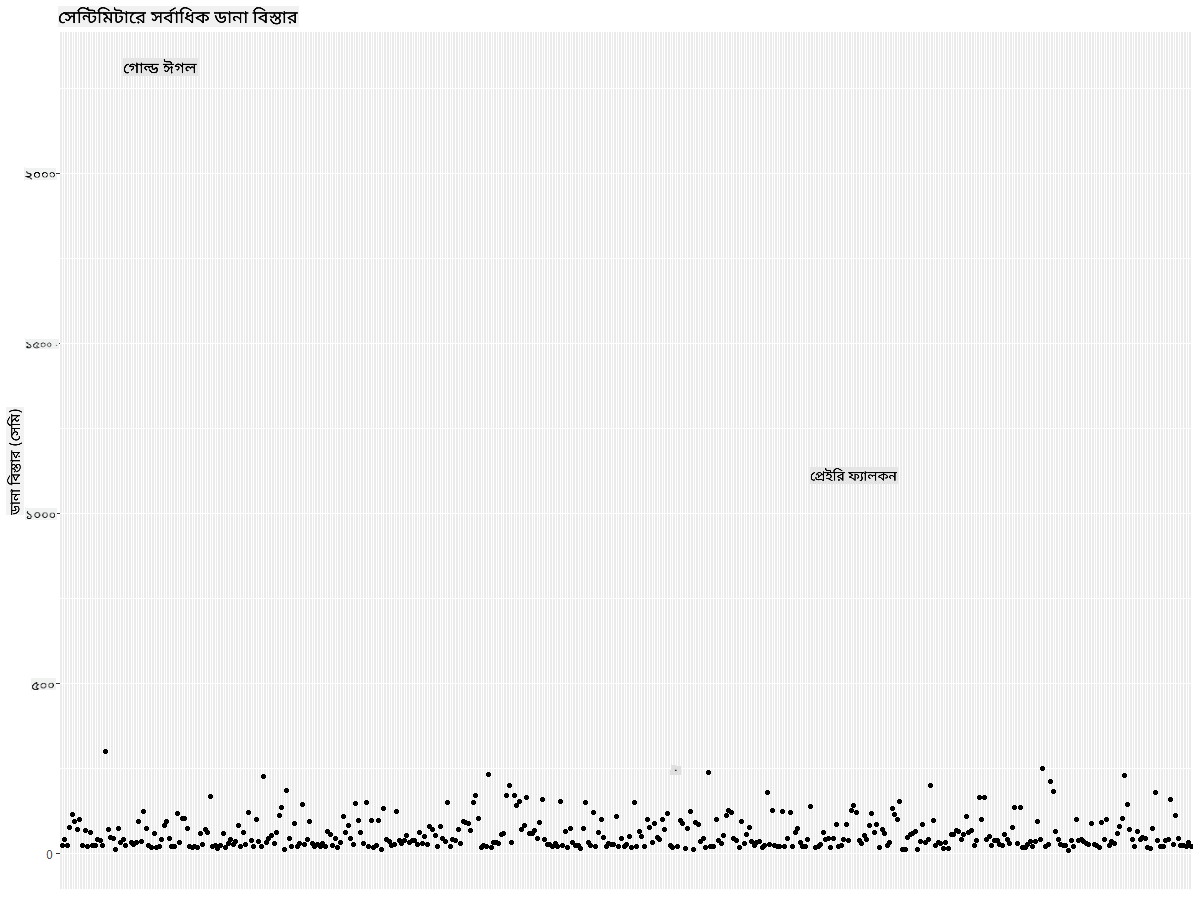 সেন্টিমিটারে সর্বাধিক ডানা বিস্তার
গোল্ড ঈগল
২০০০
১৫০০
প্রেইরি ফ্যালকন
ডানা বিস্তার (সেমি)
১০০০
৫০০
0